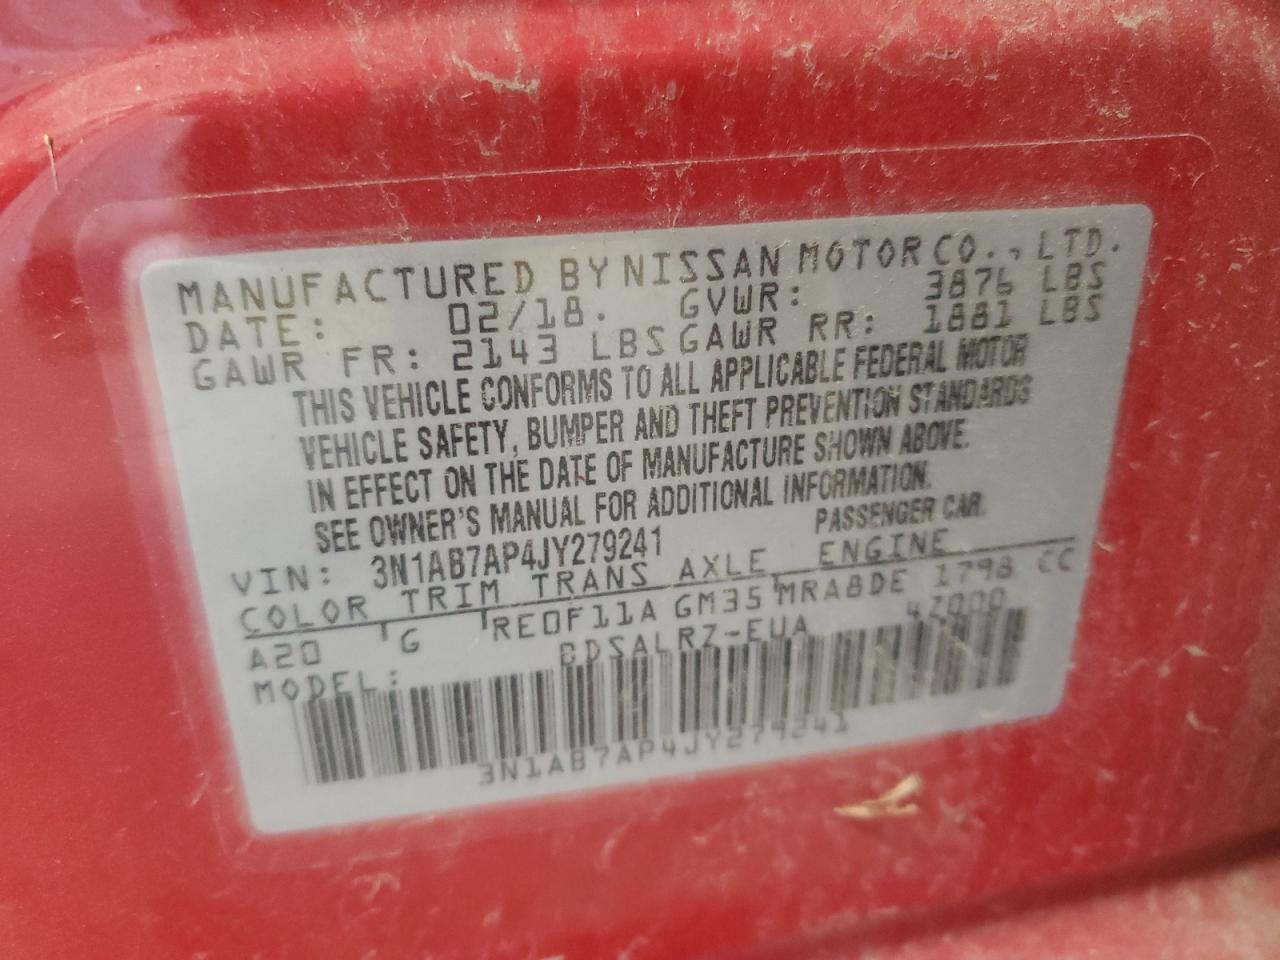 MANUFACTURED BY NISSAN MOTOR CO., LTD.
DATE: 02/18. GVWR: 3876 LBS
GAWR FR: 2143 LBS GAWR RR: 1881 LBS
THIS VEHICLE CONFORMS TO ALL APPLICABLE FEDERAL MOTOR
VEHICLE SAFETY, BUMPER AND THEFT PREVENTION STANDARDS
IN EFFECT ON THE DATE OF MANUFACTURE SHOWN ABOVE.
SEE OWNER'S MANUAL FOR ADDITIONAL INFORMATION.
VIN: 3N1AB7AP4JY279241 PASSENGER CAR.
COLOR TRIM TRANS AXLE ENGINE
A20 G RE0F11A GM35 MRA8DE 1798 CC
MODEL: BDSALRZ-EUA
3N1AB7AP4JY279241